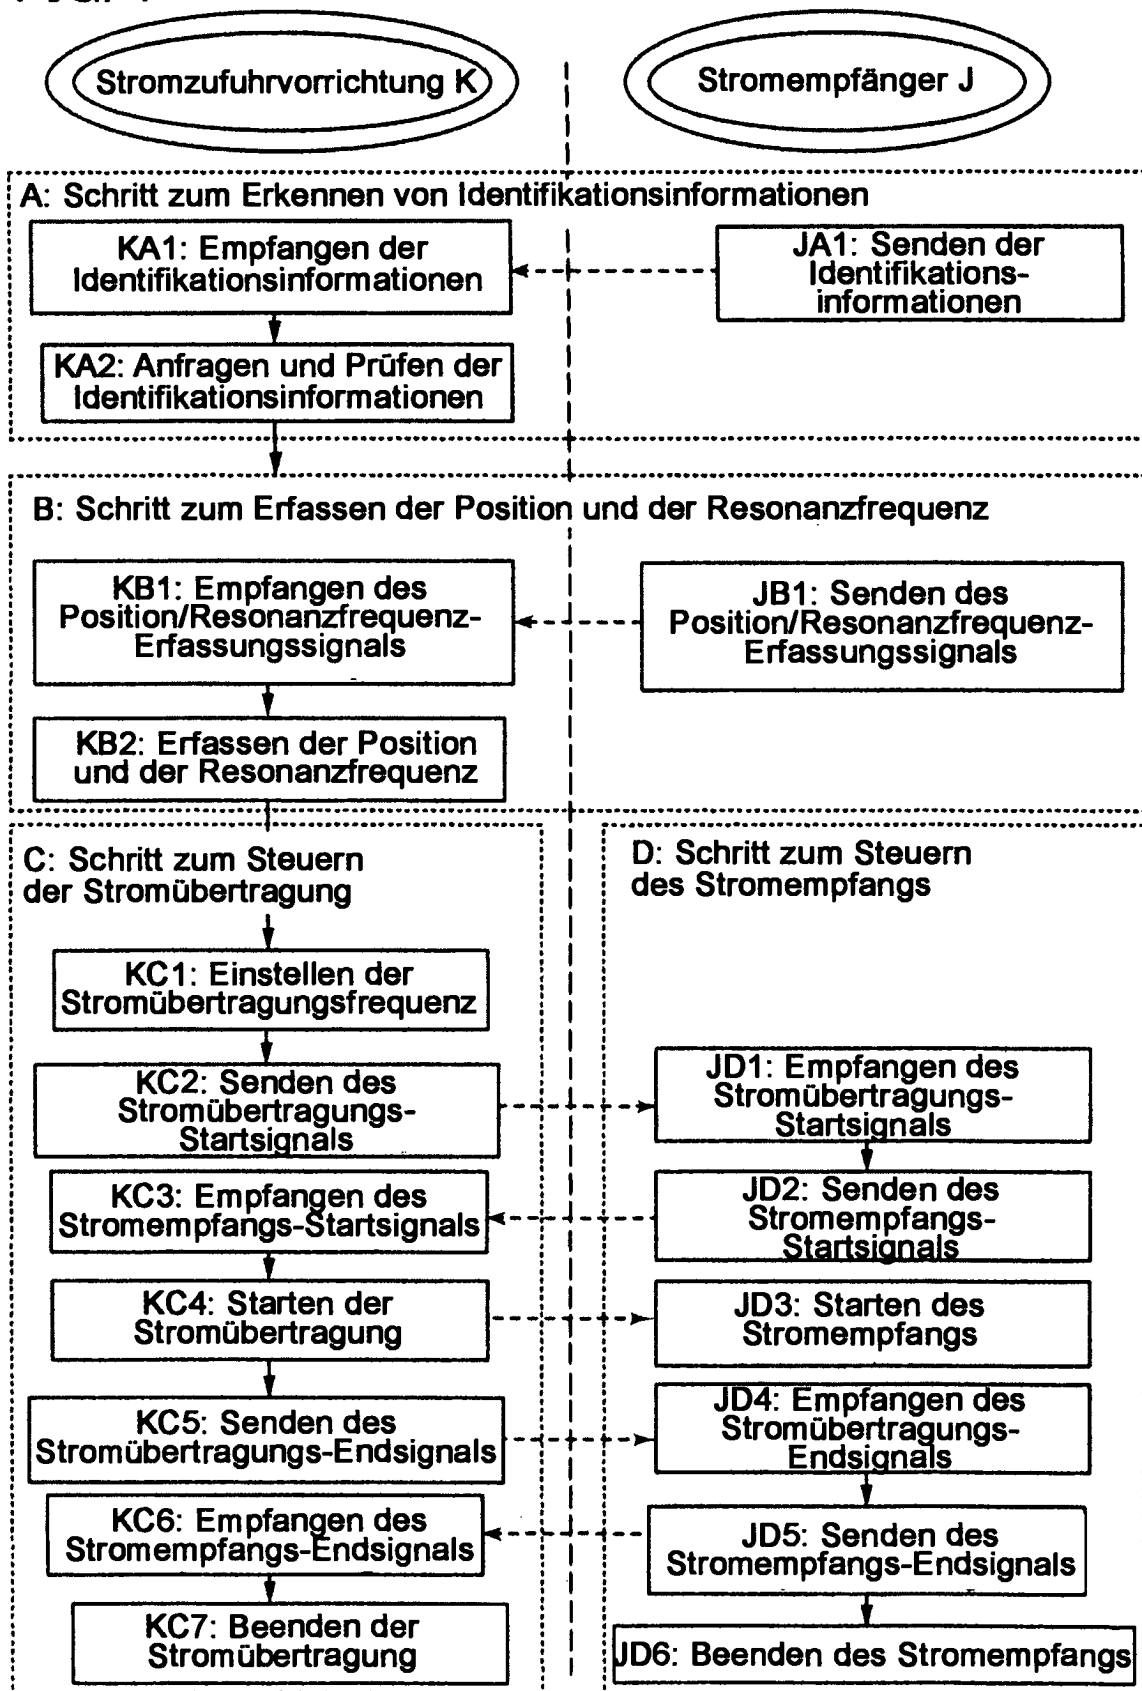 Stromzufuhrvorrichtung K
Stromempfänger J
A: Schritt zum Erkennen von Identifikationsinformationen
KA1: Empfangen der
Identifikationsinformationen
JA1: Senden der
Identifikations-
informationen
KA2: Anfragen und Prüfen der
Identifikationsinformationen
B: Schritt zum Erfassen der Position und der Resonanzfrequenz
KB1: Empfangen des
Position/Resonanzfrequenz-
Erfassungssignals
JB1: Senden des
Position/Resonanzfrequenz-
Erfassungssignals
KB2: Erfassen der Position
und der Resonanzfrequenz
C: Schritt zum Steuern
der Stromübertragung
D: Schritt zum Steuern
des Stromempfangs
KC1: Einstellen der
Stromübertragungsfrequenz
KC2: Senden des
Stromübertragungs-
Startsignals
JD1: Empfangen des
Stromübertragungs-
Startsignals
KC3: Empfangen des
Stromempfangs-Startsignals
JD2: Senden des
Stromempfangs-
Startsignals
KC4: Starten der
Stromübertragung
JD3: Starten des
Stromempfangs
KC5: Senden des
Stromübertragungs-Endsignals
JD4: Empfangen des
Stromübertragungs-
Endsignals
KC6: Empfangen des
Stromempfangs-Endsignals
JD5: Senden des
Stromempfangs-Endsignals
KC7: Beenden der
Stromübertragung
JD6: Beenden des Stromempfangs